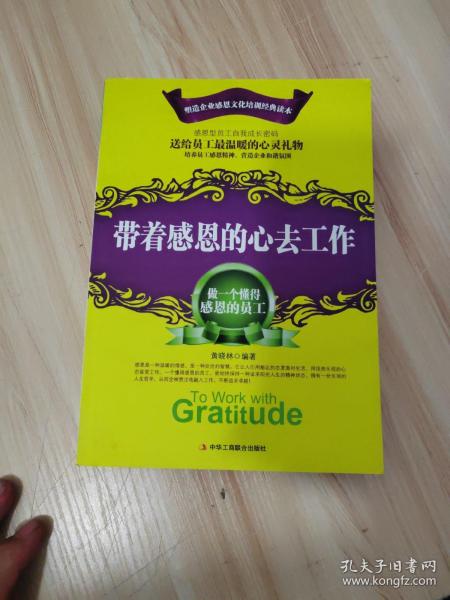 塑造企业感恩文化培训经典读本
感恩型员工自我成长密码
送给员工最温暖的心灵礼物
培养员工感恩精神、营造企业和谐氛围
带着感恩的心去工作
做一个懂得
感恩的员工
黄晓林◎编著
To Work with
Gratitude
中华工商联合出版社
孔夫子旧书网
www.kongfz.com